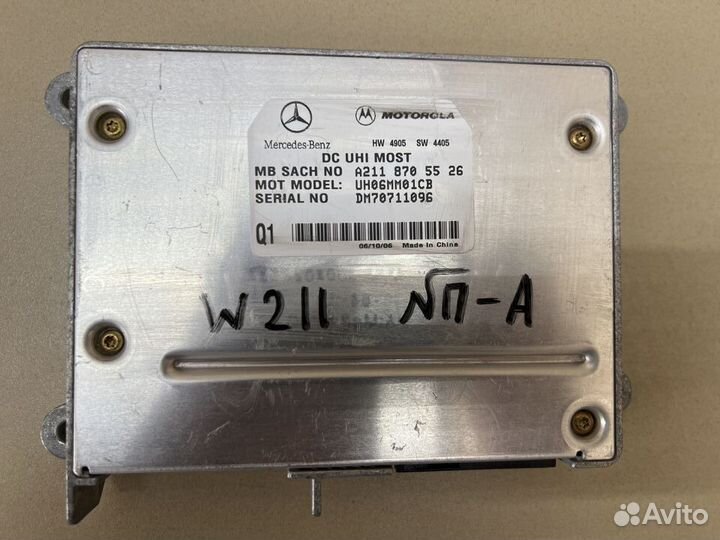 Mercedes-Benz
MOTOROLA
HW 4905 SW 4405
DC UHI MOST
MB SACH NO A211 870 55 26
MOT MODEL: UH06MM01CB
SERIAL NO DM70711096
Q1
06/10/06 Made In China
W211 №П-А
Avito